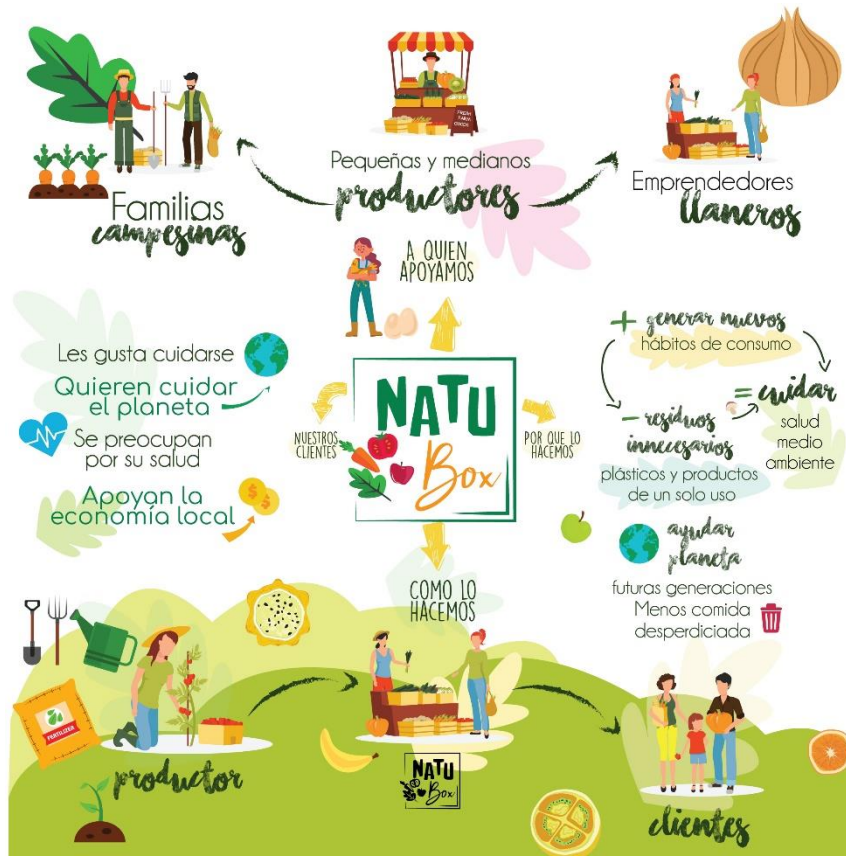 Familias
campesinas
FRESH
FARM
GOODS
Pequeñas y medianos
productores
Emprendedores
llaneros
A QUIEN
APOYAMOS
Les gusta cuidarse
Quieren cuidar
el planeta
Se preocupan
por su salud
Apoyan la
economía local
NUESTROS
CLIENTES
NATU
Box
POR QUE LO
HACEMOS
+ generar nuevos
hábitos de consumo
- residuos
innecesarios
plásticos y productos
de un solo uso
= cuidar
salud
medio
ambiente
ayudar
planeta
futuras generaciones
Menos comida
desperdiciada
COMO LO
HACEMOS
FERTILIZER
productor
NATU
Box
clientes